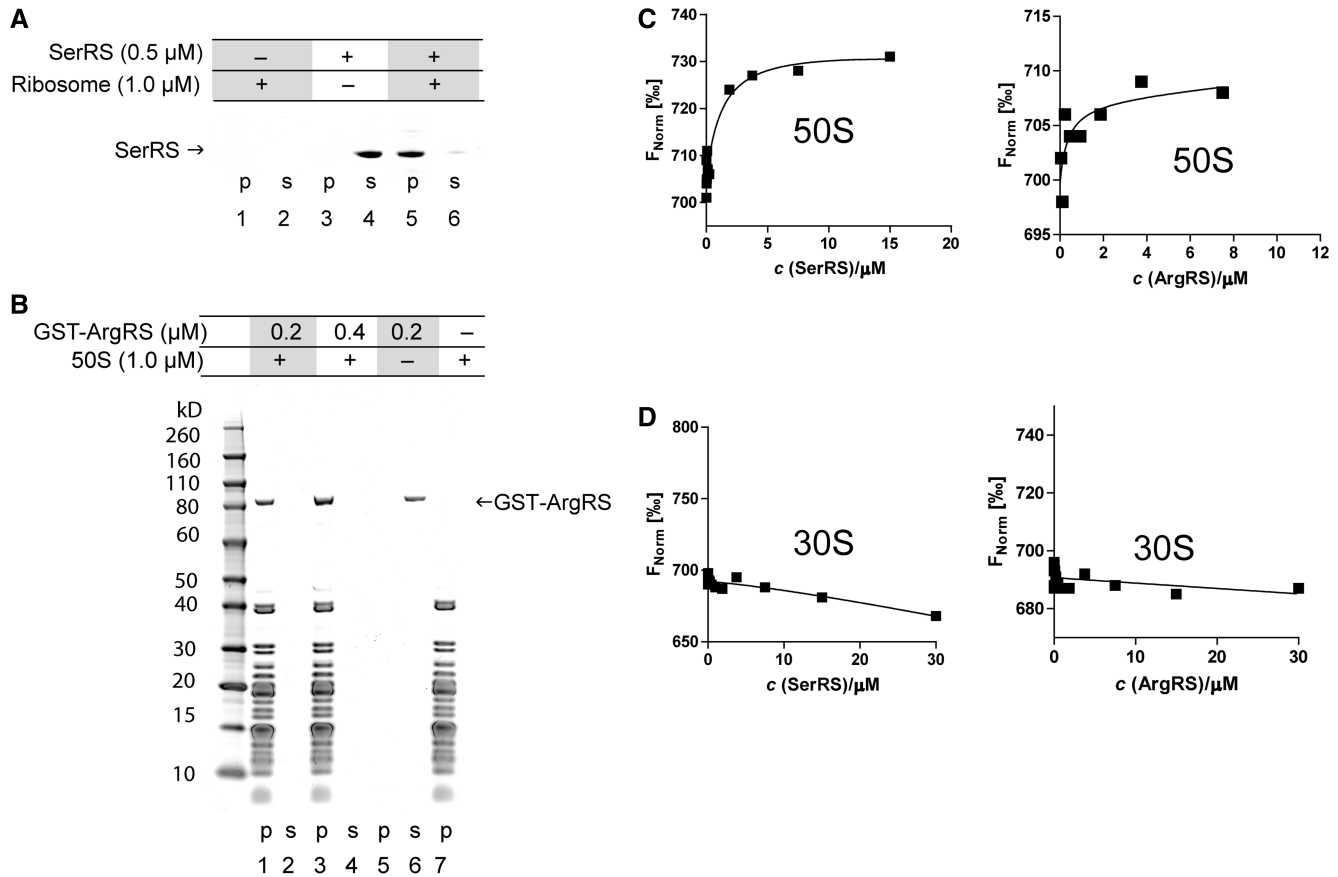 A
SerRS (0.5 µM) – + +
Ribosome (1.0 µM) + – +
SerRS →
p s p s p s
1 2 3 4 5 6
B
GST-ArgRS (µM) 0.2 0.4 0.2 –
50S (1.0 µM) + + – +
kD
260
160
110
80
60
50
40
30
20
15
10
←GST-ArgRS
p s p s p s p
1 2 3 4 5 6 7
C
740
730
720
710
700
FNorm [‰]
50S
0 5 10 15 20
c (SerRS)/µM
715
710
705
700
695
FNorm [‰]
50S
0 2 4 6 8 10 12
c (ArgRS)/µM
D
800
750
700
650
FNorm [‰]
30S
0 10 20 30
c (SerRS)/µM
740
720
700
680
FNorm [‰]
30S
0 10 20 30
c (ArgRS)/µM